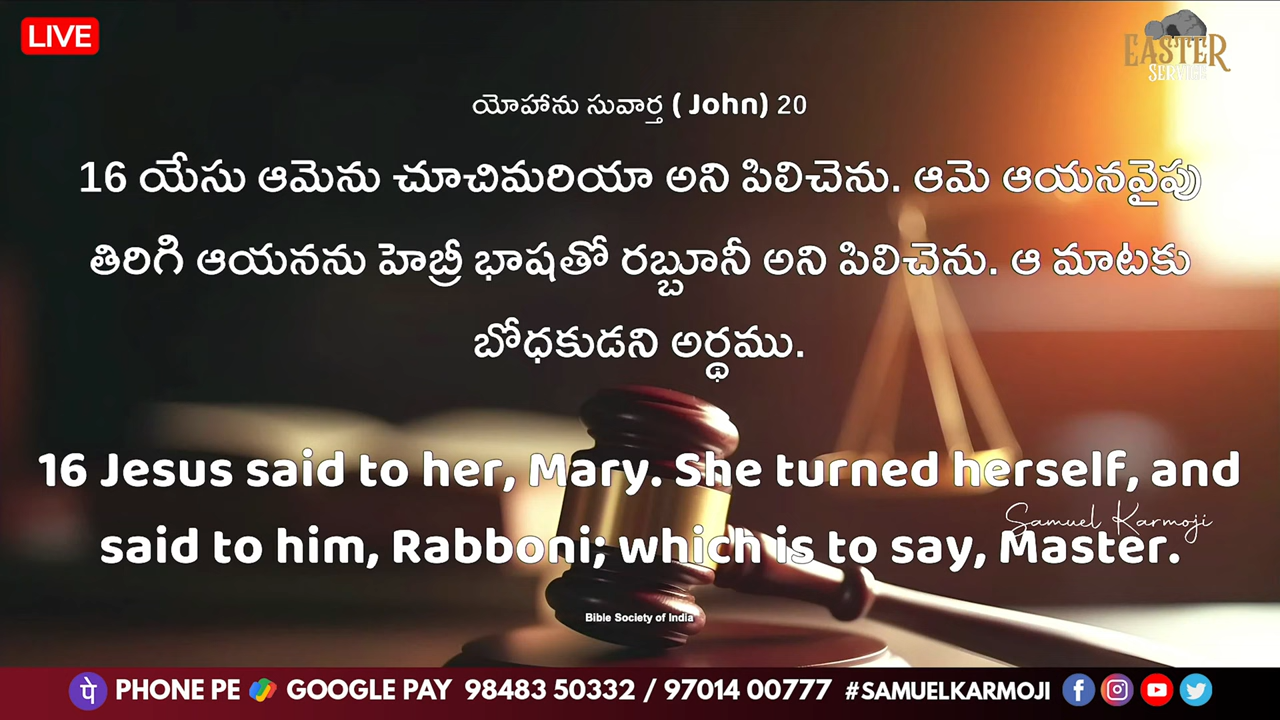 LIVE
EASTER
SERVICE
యోహాను సువార్త ( John) 20
16 యేసు ఆమెను చూచిమరియా అని పిలిచెను. ఆమె ఆయనవైపు
తిరిగి ఆయనను హెబ్రీ భాషతో రబ్బూనీ అని పిలిచెను. ఆ మాటకు
బోధకుడని అర్థము.
16 Jesus said to her, Mary. She turned herself, and
said to him, Rabboni; which is to say, Master.
Samuel Karmoji
Bible Society of India
पे PHONE PE GOOGLE PAY 98483 50332 / 97014 00777 #SAMUELKARMOJI